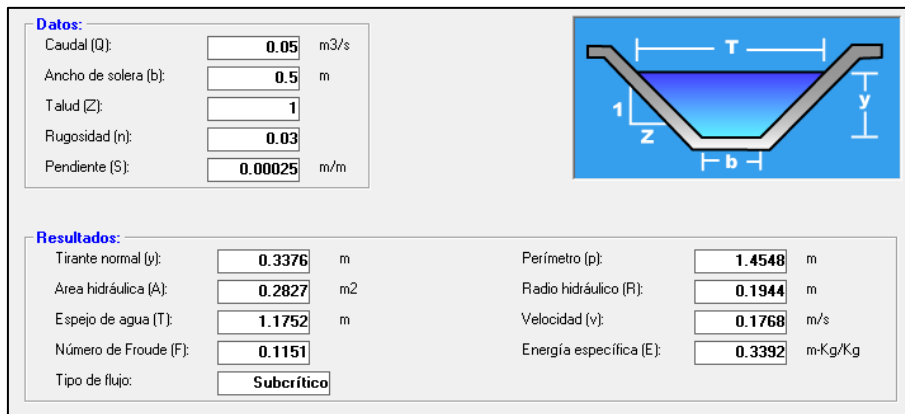 Datos:
Caudal (Q): 0.05 m3/s
Ancho de solera (b): 0.5 m
Talud (Z): 1
Rugosidad (n): 0.03
Pendiente (S): 0.00025 m/m
T
1
Z
b
y
Resultados:
Tirante normal (y): 0.3376 m Perímetro (p): 1.4548 m
Area hidráulica (A): 0.2827 m2 Radio hidráulico (R): 0.1944 m
Espejo de agua (T): 1.1752 m Velocidad (v): 0.1768 m/s
Número de Froude (F): 0.1151 Energía específica (E): 0.3392 m-Kg/Kg
Tipo de flujo: Subcrítico